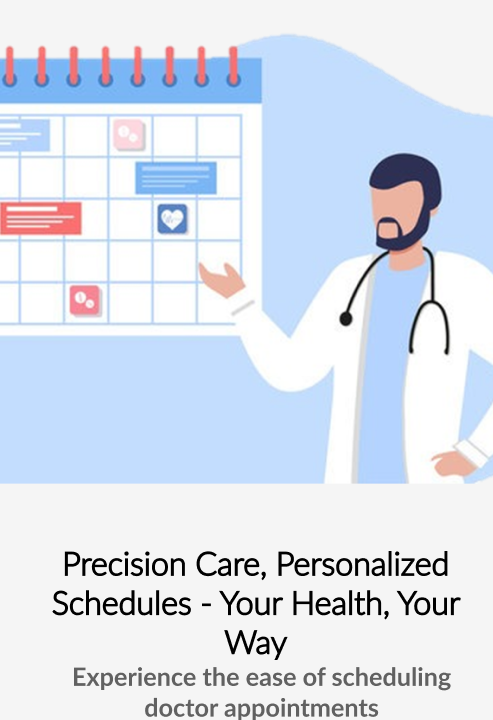 Precision Care, Personalized
Schedules - Your Health, Your
Way
Experience the ease of scheduling
doctor appointments